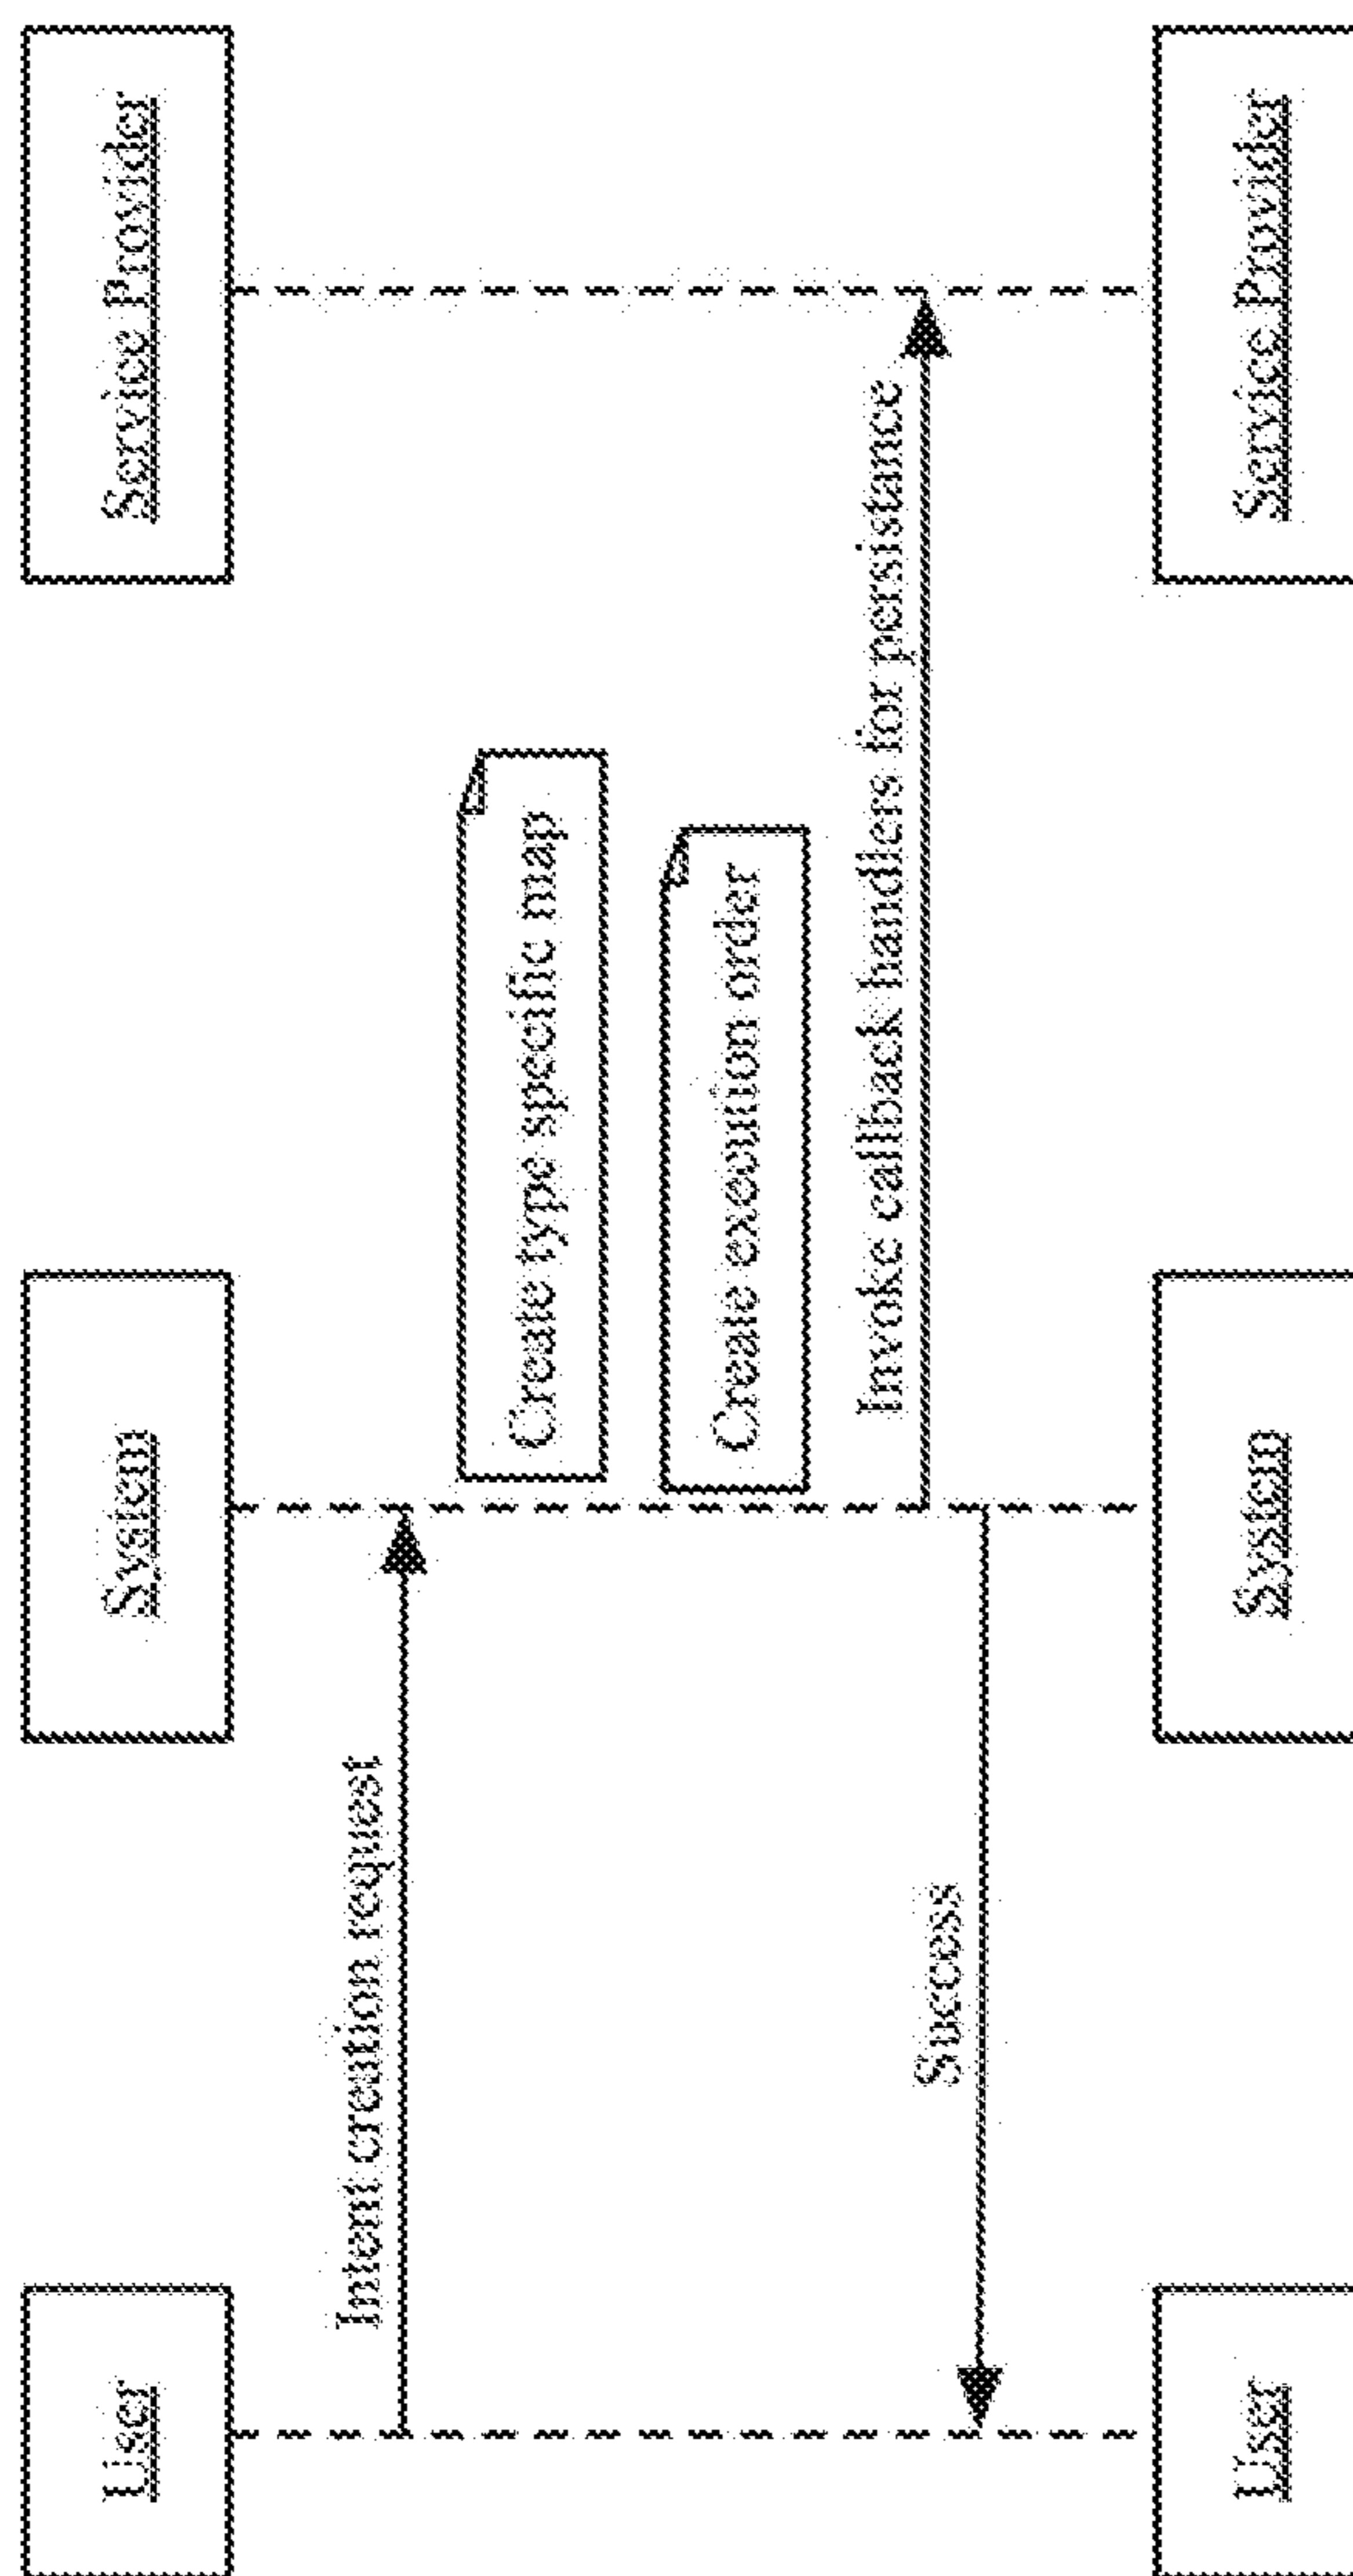 User
System
Service Provider
Intent creation request
Create type specific map
Create execution order
Invoke callback handlers for persistance
Success
User
System
Service Provider